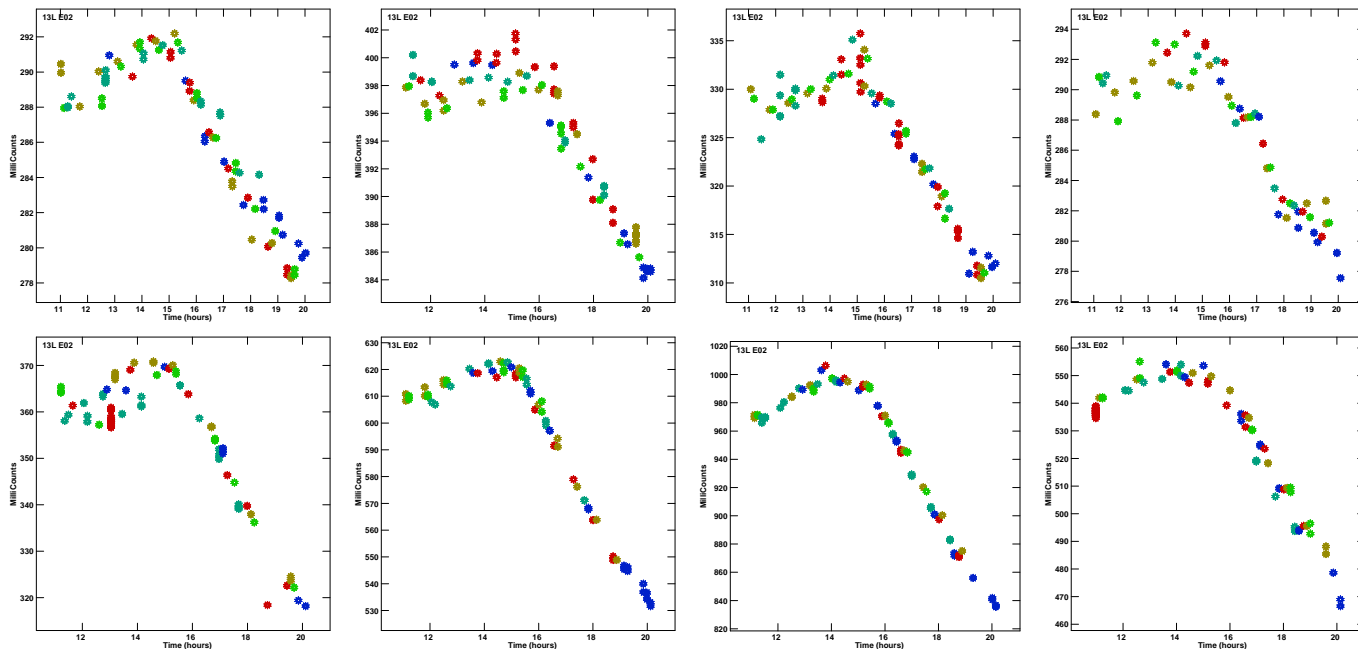 13L E02
292
290
288
286
284
282
280
278
MilliCounts
11 12 13 14 15 16 17 18 19 20
Time (hours)
13L E02
402
400
398
396
394
392
390
388
386
384
MilliCounts
12 14 16 18 20
Time (hours)
13L E02
335
330
325
320
315
310
MilliCounts
11 12 13 14 15 16 17 18 19 20
Time (hours)
13L E02
294
292
290
288
286
284
282
280
278
276
MilliCounts
11 12 13 14 15 16 17 18 19 20
Time (hours)
13L E02
370
360
350
340
330
320
MilliCounts
12 14 16 18 20
Time (hours)
13L E02
630
620
610
600
590
580
570
560
550
540
530
MilliCounts
12 14 16 18 20
Time (hours)
13L E02
1020
1000
980
960
940
920
900
880
860
840
820
MilliCounts
12 14 16 18 20
Time (hours)
13L E02
560
550
540
530
520
510
500
490
480
470
460
MilliCounts
12 14 16 18 20
Time (hours)